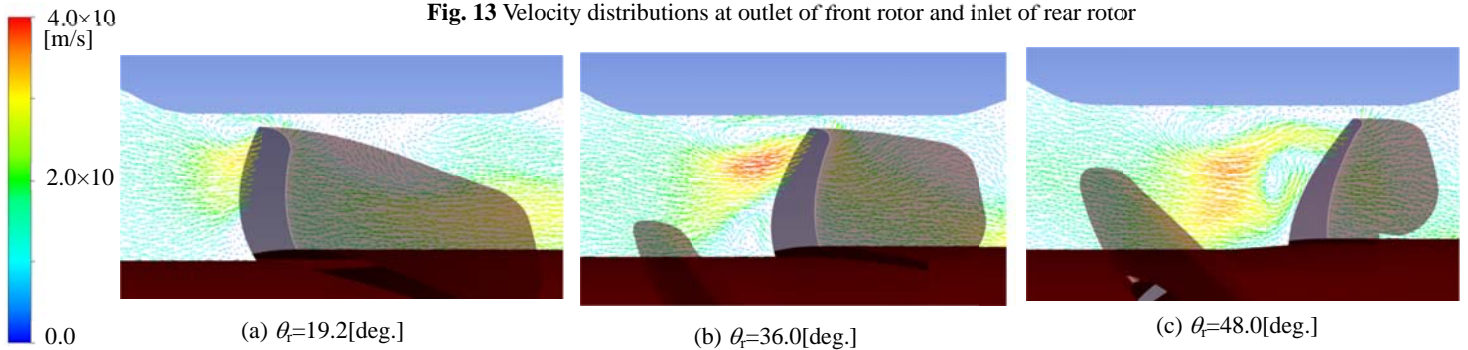 Fig. 13 Velocity distributions at outlet of front rotor and inlet of rear rotor
4.0×10
[m/s]
2.0×10
0.0
(a) θr=19.2[deg.]
(b) θr=36.0[deg.]
(c) θr=48.0[deg.]